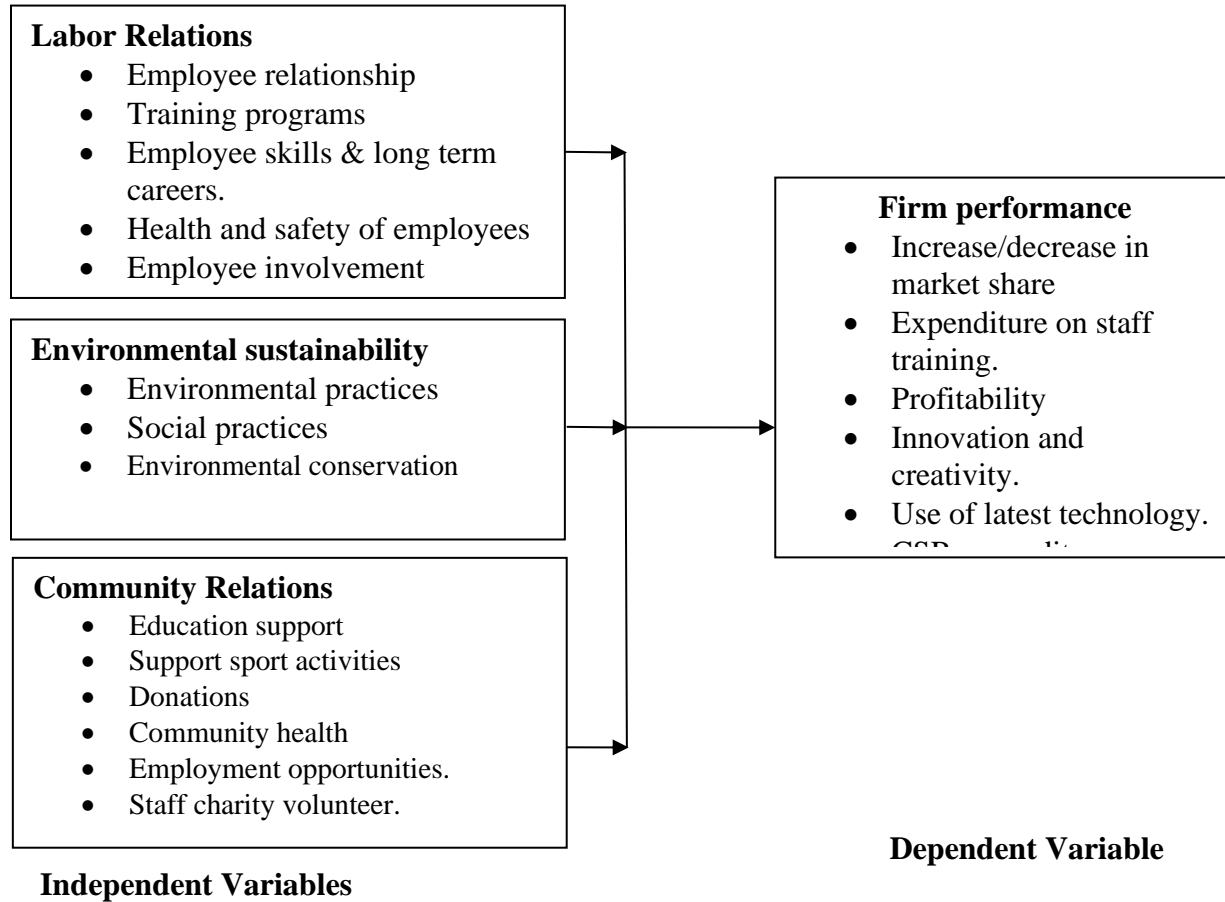 Labor Relations
• Employee relationship
• Training programs
• Employee skills & long term
careers.
• Health and safety of employees
• Employee involvement
Environmental sustainability
• Environmental practices
• Social practices
• Environmental conservation
Community Relations
• Education support
• Support sport activities
• Donations
• Community health
• Employment opportunities.
• Staff charity volunteer.
Independent Variables
Firm performance
• Increase/decrease in
market share
• Expenditure on staff
training.
• Profitability
• Innovation and
creativity.
• Use of latest technology.
Dependent Variable